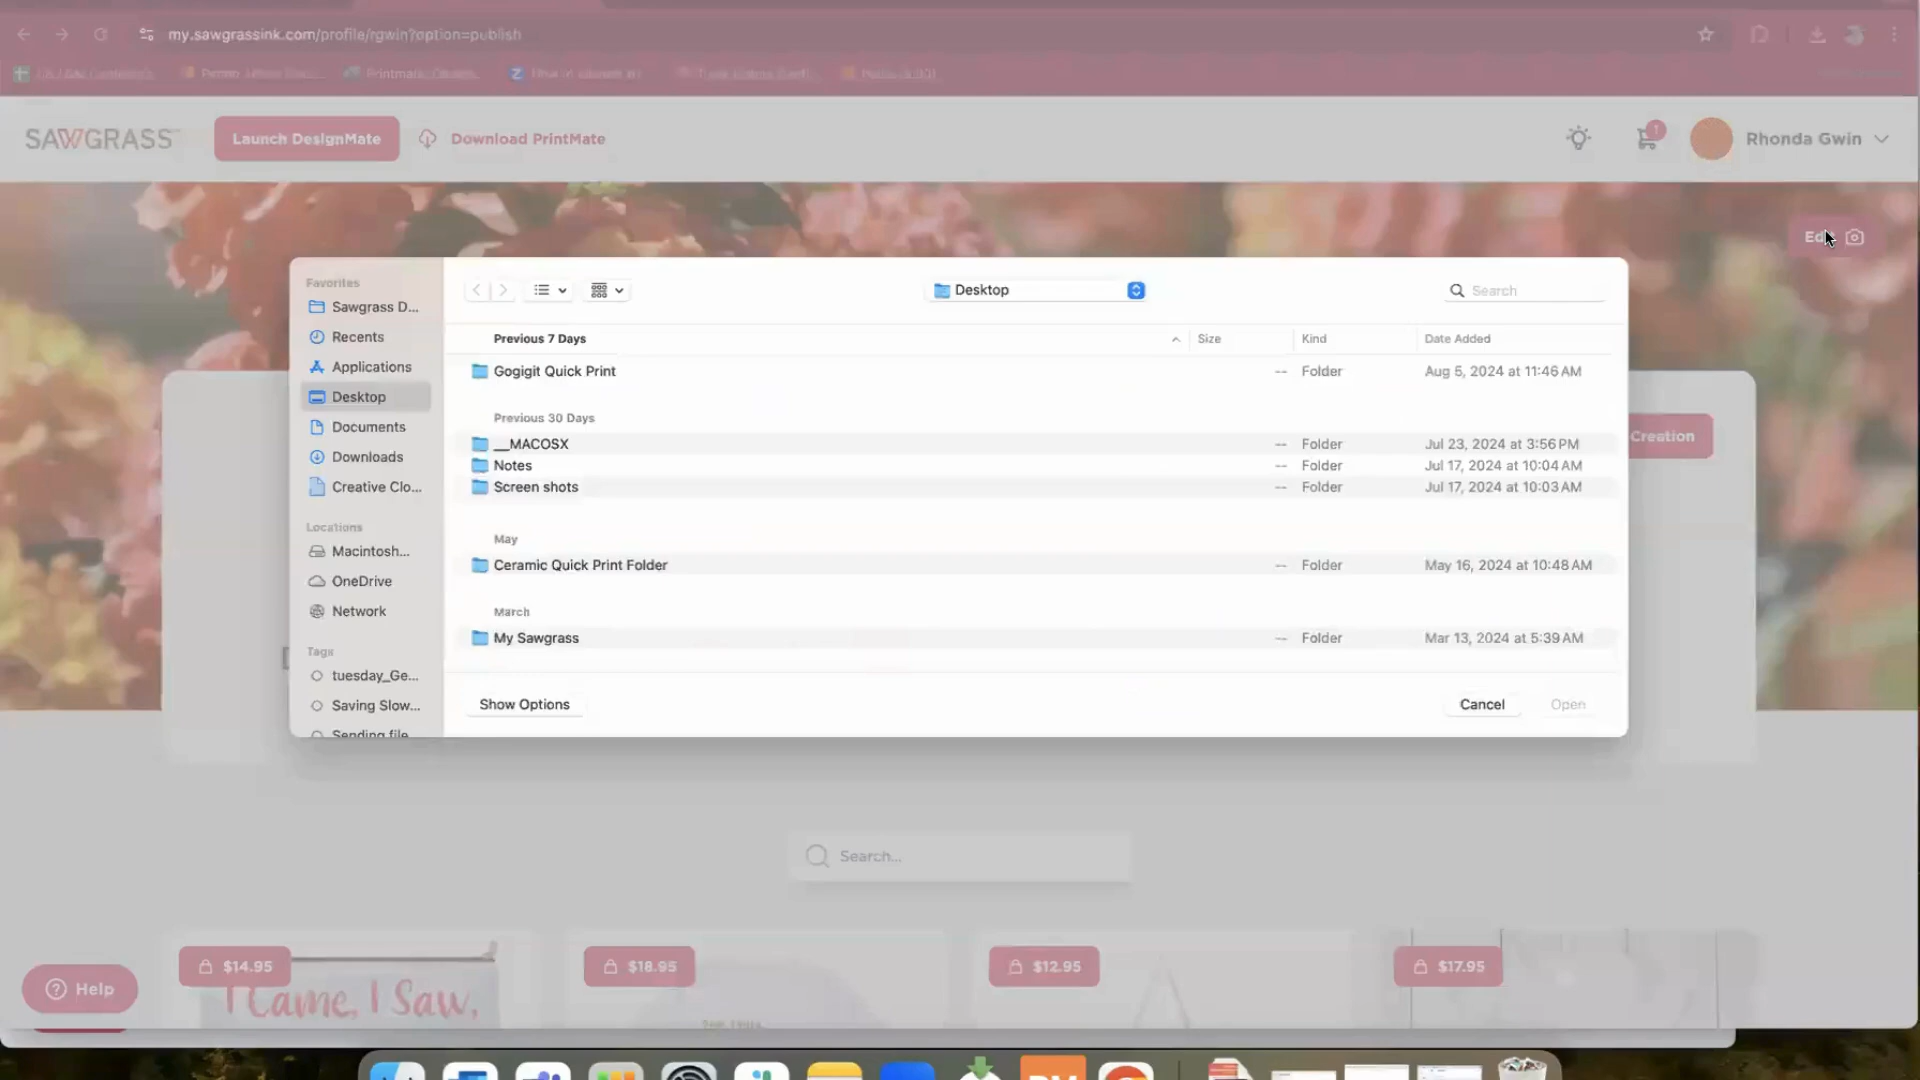 my.sawgrassink.com/profile/rgwin?option=publish
SAWGRASS
Launch DesignMate
Download PrintMate
1
Rhonda Gwin
Favorites
Sawgrass D...
Recents
Applications
Desktop
Documents
Downloads
Creative Clo...
Locations
Macintosh...
OneDrive
Network
Tags
tuesday_Ge...
Saving Slow...
Sending file
Desktop
Search
Previous 7 Days
Size
Kind
Date Added
Gogigit Quick Print
-- Folder Aug 5, 2024 at 11:46 AM
Previous 30 Days
__MACOSX
-- Folder Jul 23, 2024 at 3:56 PM
Notes
-- Folder Jul 17, 2024 at 10:04 AM
Screen shots
-- Folder Jul 17, 2024 at 10:03 AM
May
Ceramic Quick Print Folder
-- Folder May 16, 2024 at 10:48 AM
March
My Sawgrass
-- Folder Mar 13, 2024 at 5:39 AM
Show Options
Cancel
Open
Creation
Search...
$14.95
$18.95
$12.95
$17.95
I Came, I Saw,
Help